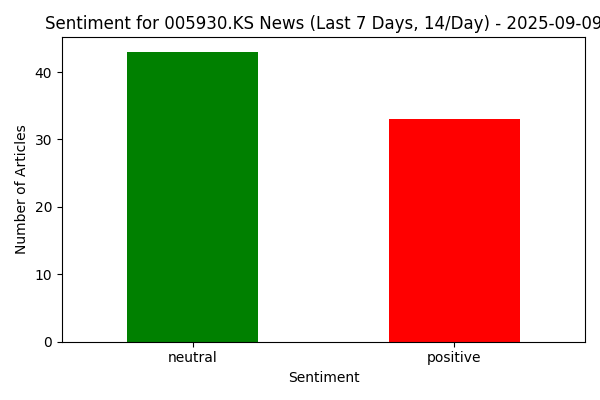 Sentiment for 005930.KS News (Last 7 Days, 14/Day) - 2025-09-09
Number of Articles
40
30
20
10
0
neutral positive
Sentiment